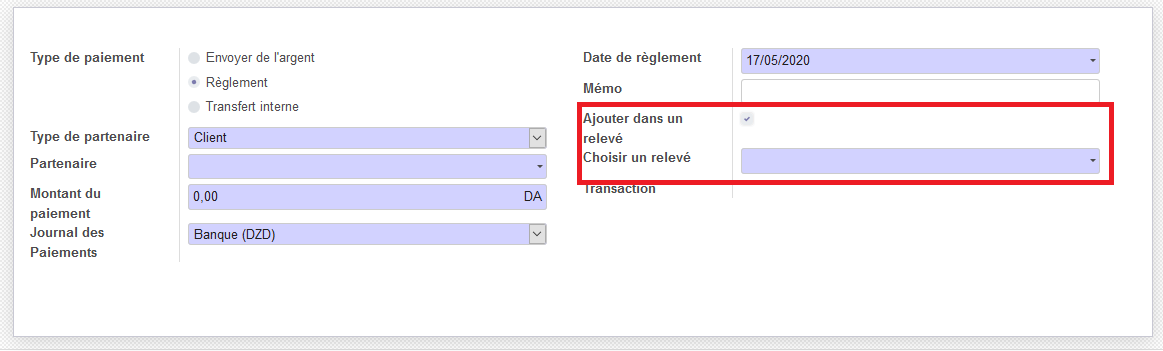 Type de paiement
Envoyer de l'argent
Règlement
Transfert interne
Type de partenaire
Client
Partenaire
Montant du
paiement
0,00 DA
Journal des
Paiements
Banque (DZD)
Date de règlement
17/05/2020
Mémo
Ajouter dans un
relevé
Choisir un relevé
Transaction